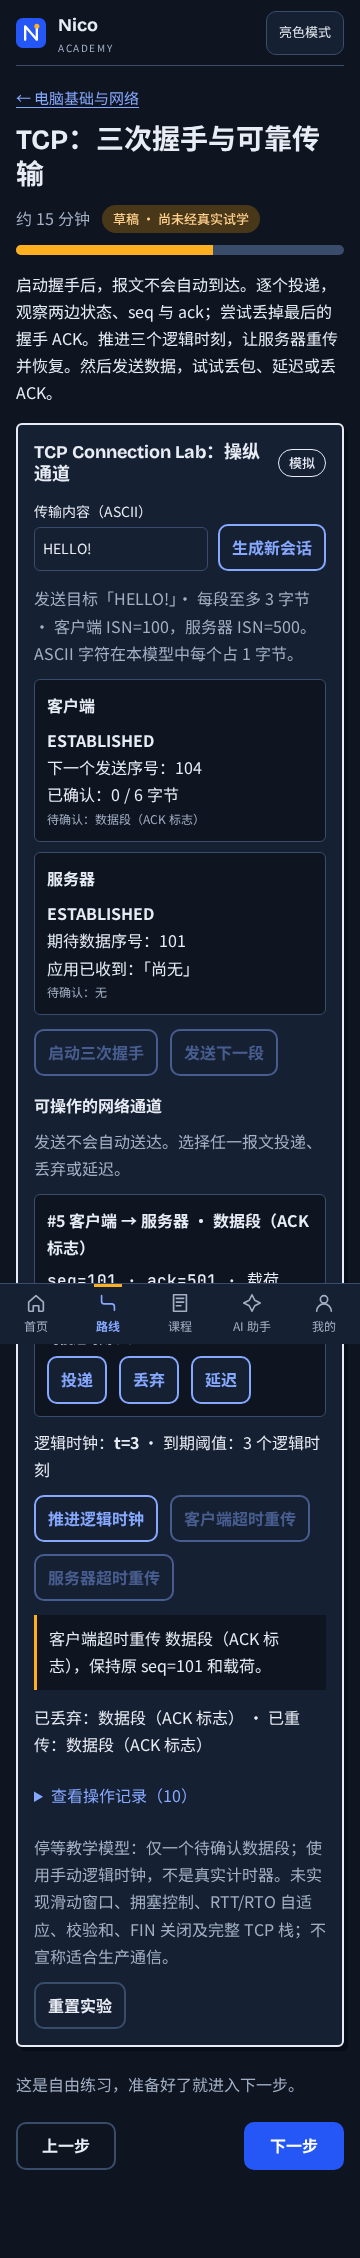 Nico
ACADEMY
亮色模式
← 电脑基础与网络
TCP：三次握手与可靠传
输
约 15 分钟
草稿 · 尚未经真实试学
启动握手后，报文不会自动到达。逐个投递，
观察两边状态、seq 与 ack；尝试丢掉最后的
握手 ACK。推进三个逻辑时刻，让服务器重传
并恢复。然后发送数据，试试丢包、延迟或丢
ACK。
TCP Connection Lab：操纵
通道
模拟
传输内容（ASCII）
HELLO!
生成新会话
发送目标「HELLO!」· 每段至多 3 字节
· 客户端 ISN=100，服务器 ISN=500。
ASCII 字符在本模型中每个占 1 字节。
客户端
ESTABLISHED
下一个发送序号：104
已确认：0 / 6 字节
待确认：数据段（ACK 标志）
服务器
ESTABLISHED
期待数据序号：101
应用已收到：「尚无」
待确认：无
启动三次握手
发送下一段
可操作的网络通道
发送不会自动送达。选择任一报文投递、
丢弃或延迟。
#5 客户端 → 服务器 · 数据段（ACK
标志）
seq=101 · ack=501 · 载荷
首页
路线
课程
AI 助手
我的
投递
丢弃
延迟
逻辑时钟：t=3 · 到期阈值：3 个逻辑时
刻
推进逻辑时钟
客户端超时重传
服务器超时重传
客户端超时重传 数据段（ACK 标
志），保持原 seq=101 和载荷。
已丢弃：数据段（ACK 标志） · 已重
传：数据段（ACK 标志）
▶ 查看操作记录（10）
停等教学模型：仅一个待确认数据段；使
用手动逻辑时钟，不是真实计时器。未实
现滑动窗口、拥塞控制、RTT/RTO 自适
应、校验和、FIN 关闭及完整 TCP 栈；不
宣称适合生产通信。
重置实验
这是自由练习，准备好了就进入下一步。
上一步
下一步